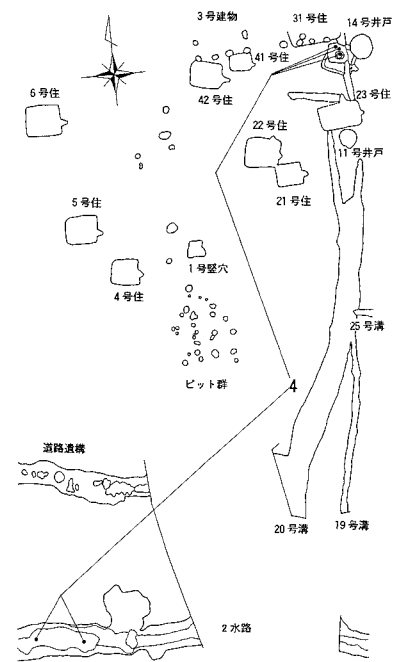 3号建物
31号住
14号井戸
41号住
6号住
42号住
23号住
22号住
11号井戸
5号住
21号住
1号竪穴
4号住
25号溝
ピット群
4
道路遺構
20号溝
19号溝
2水路